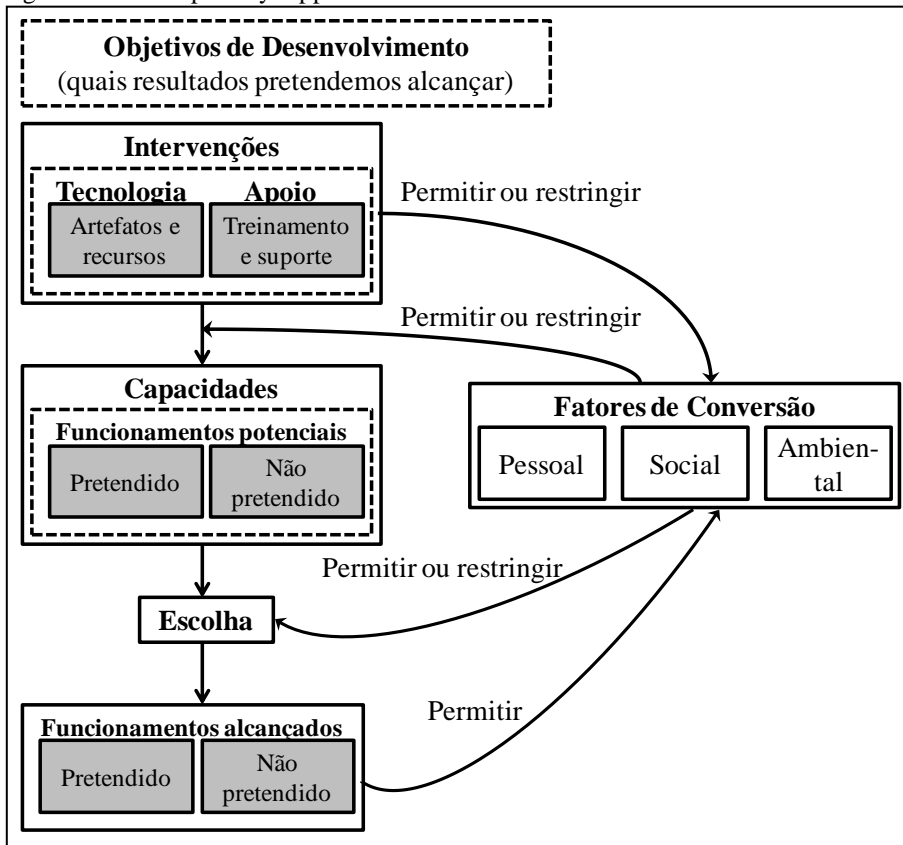 Objetivos de Desenvolvimento
(quais resultados pretendemos alcançar)
Intervenções
Tecnologia
Apoio
Artefatos e
recursos
Treinamento
e suporte
Permitir ou restringir
Permitir ou restringir
Capacidades
Funcionamentos potenciais
Pretendido
Não
pretendido
Fatores de Conversão
Pessoal
Social
Ambien-
tal
Permitir ou restringir
Escolha
Permitir
Funcionamentos alcançados
Pretendido
Não
pretendido